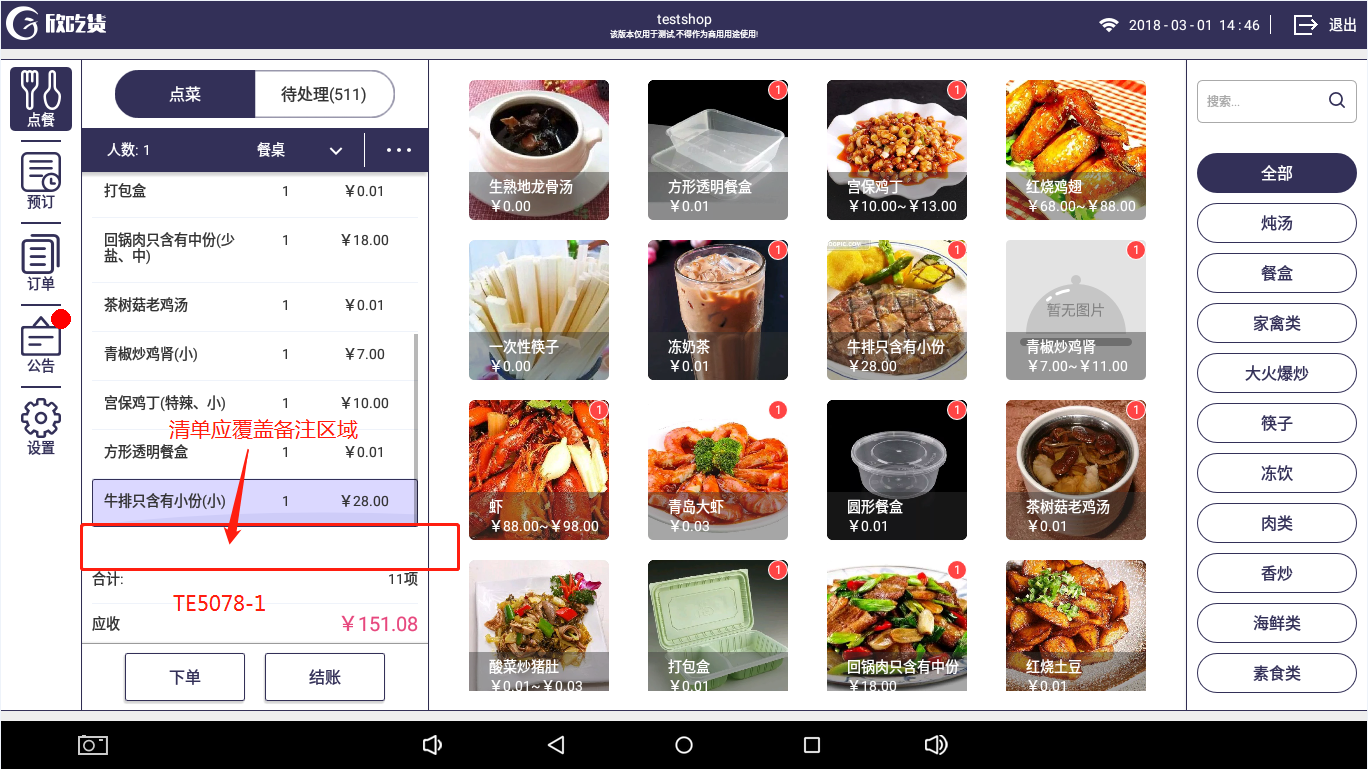 欣吃货
testshop
该版本仅用于测试,不得作为商用用途使用!
2018-03-01 14:46
退出
点餐
预订
订单
公告
设置
点菜
待处理(511)
人数: 1
餐桌
打包盒 1 ￥0.01
回锅肉只含有中份(少盐、中) 1 ￥18.00
茶树菇老鸡汤 1 ￥0.01
青椒炒鸡肾(小) 1 ￥7.00
宫保鸡丁(特辣、小) 1 ￥10.00
清单应覆盖备注区域
方形透明餐盒 1 ￥0.01
牛排只含有小份(小) 1 ￥28.00
合计: 11项
TE5078-1
应收 ￥151.08
下单
结账
生熟地龙骨汤
￥0.00
1
方形透明餐盒
￥0.01
1
宫保鸡丁
￥10.00~￥13.00
红烧鸡翅
￥68.00~￥88.00
一次性筷子
￥0.00
1
冻奶茶
￥0.01
1
牛排只含有小份
￥28.00
1
暂无图片
青椒炒鸡肾
￥7.00~￥11.00
1
虾
￥88.00~￥98.00
1
青岛大虾
￥0.03
1
圆形餐盒
￥0.01
1
茶树菇老鸡汤
￥0.01
酸菜炒猪肚
￥0.01~￥0.03
1
打包盒
￥0.01
1
回锅肉只含有中份
￥18.00
红烧土豆
￥0.01
搜索...
全部
炖汤
餐盒
家禽类
大火爆炒
筷子
冻饮
肉类
香炒
海鲜类
素食类